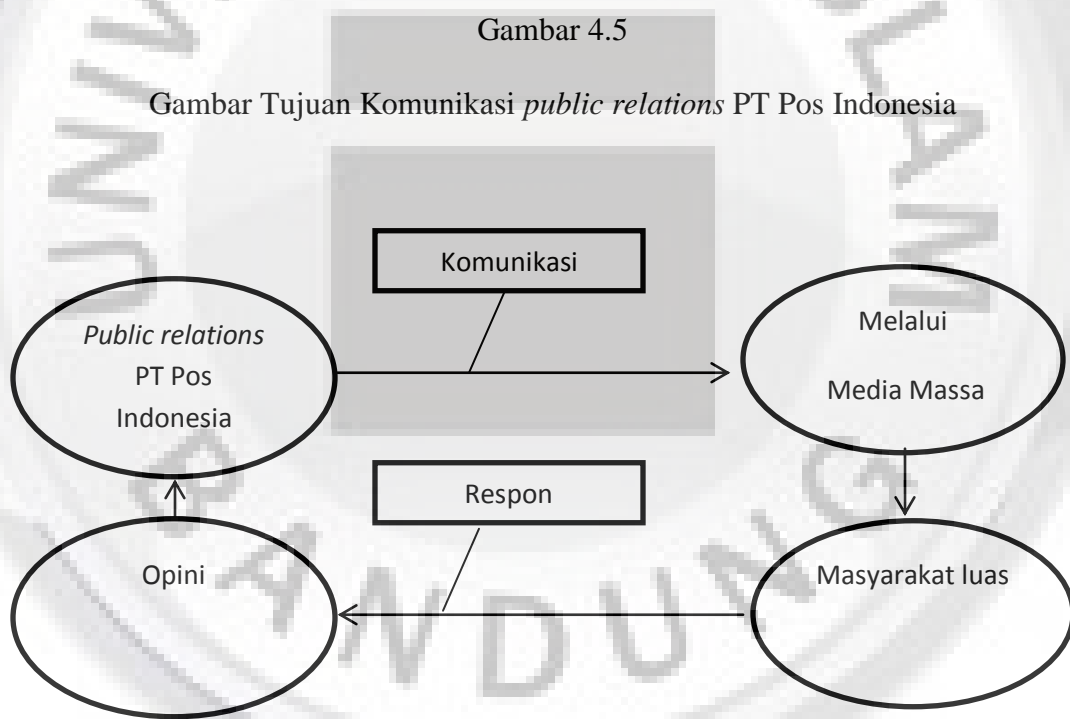 Gambar 4.5
Gambar Tujuan Komunikasi public relations PT Pos Indonesia
Komunikasi
Public relations
PT Pos
Indonesia
Melalui
Media Massa
Respon
Opini
Masyarakat luas
BANDUNG